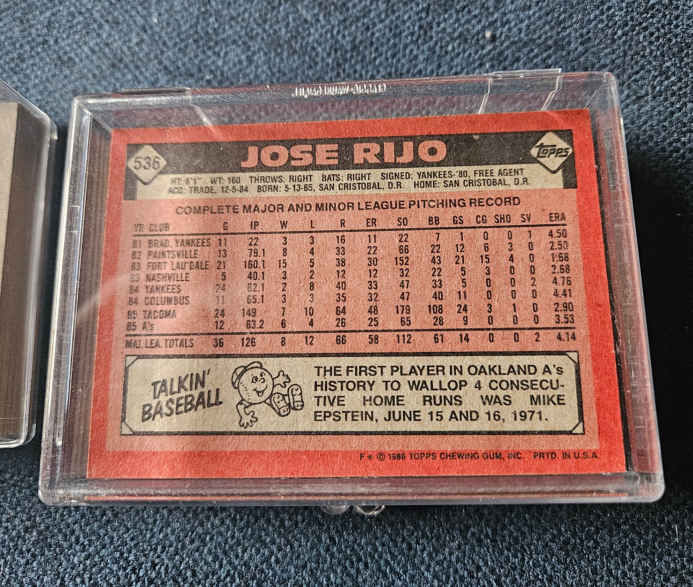 536
JOSE RIJO
topps
HT: 6'1" WT: 160 THROWS: RIGHT BATS: RIGHT SIGNED: YANKEES-'80, FREE AGENT
ACQ: TRADE, 12-5-84 BORN: 5-13-65, SAN CRISTOBAL, D.R. HOME: SAN CRISTOBAL, D.R.
COMPLETE MAJOR AND MINOR LEAGUE PITCHING RECORD
YR CLUB G IP W L R ER SO BB GS CG SHO SV ERA
81 BRAD. YANKEES 11 22 3 3 16 11 22 7 1 0 0 1 4.50
82 PAINTSVILLE 13 79.1 8 4 33 22 66 22 12 6 3 0 2.50
83 FORT LAU'DALE 21 160.1 15 5 38 30 152 43 21 15 4 0 1.68
83 NASHVILLE 5 40.1 3 2 12 12 32 22 5 3 0 0 2.68
84 YANKEES 24 62.1 2 8 40 33 47 33 5 0 0 2 4.76
84 COLUMBUS 11 65.1 3 3 35 32 47 40 11 0 0 0 4.41
85 TACOMA 24 149 7 10 64 48 179 108 24 3 1 0 2.90
85 A's 12 63.2 6 4 26 25 65 28 9 0 0 0 3.53
MAJ. LEA. TOTALS 36 126 8 12 66 58 112 61 14 0 0 2 4.14
TALKIN'
BASEBALL
THE FIRST PLAYER IN OAKLAND A's
HISTORY TO WALLOP 4 CONSECU-
TIVE HOME RUNS WAS MIKE
EPSTEIN, JUNE 15 AND 16, 1971.
F* © 1986 TOPPS CHEWING GUM, INC. PRTD. IN U.S.A.